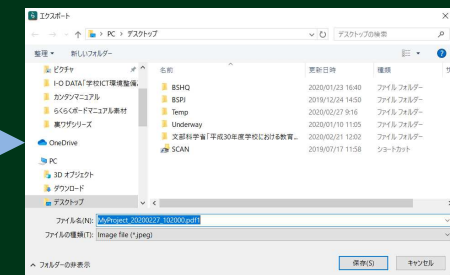 エクスポート
PC > デスクトップ
デスクトップの検索
整理 新しいフォルダー
ピクチャ
I-O DATA「学校ICT環境整備
カンタンマニュアル
らくらくボードマニュアル素材
裏ワザシリーズ
OneDrive
PC
3D オブジェクト
ダウンロード
デスクトップ
名前 更新日時 種類
BSHQ 2020/01/23 16:40 ファイル フォルダー
BSPJ 2019/12/24 14:50 ファイル フォルダー
Temp 2020/02/27 9:16 ファイル フォルダー
Underway 2020/01/10 11:05 ファイル フォルダー
文部科学省「平成30年度学校における教育... 2020/02/21 12:02 ファイル フォルダー
SCAN 2019/07/17 11:58 ショートカット
ファイル名(N): MyProject_20200227_102000.pdf1
ファイルの種類(T): Image file (*.jpeg)
フォルダーの非表示
保存(S) キャンセル